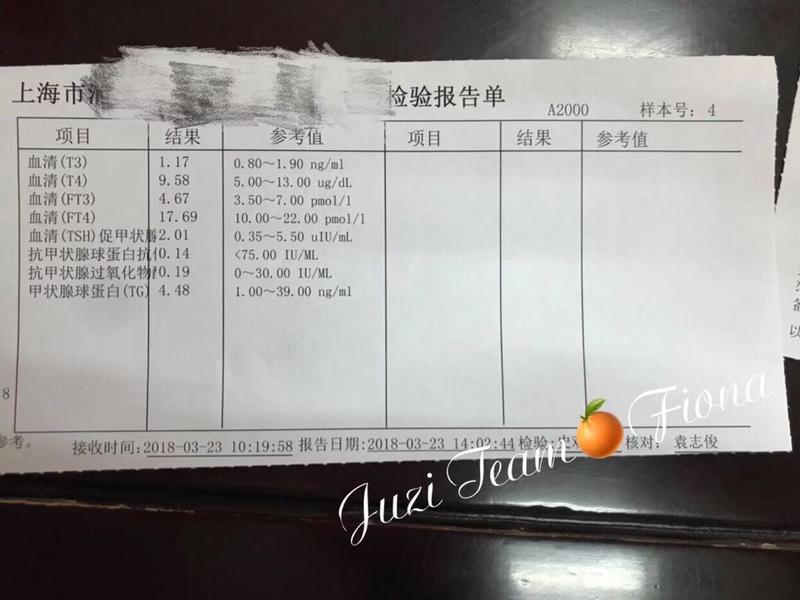 上海市 检验报告单
A2000 样本号: 4
项目 结果 参考值 项目 结果 参考值
血清(T3) 1.17 0.80~1.90 ng/ml
血清(T4) 9.58 5.00~13.00 ug/dL
血清(FT3) 4.67 3.50~7.00 pmol/l
血清(FT4) 17.69 10.00~22.00 pmol/l
血清(TSH)促甲状腺 2.01 0.35~5.50 uIU/mL
抗甲状腺球蛋白抗体 0.14 <75.00 IU/ML
抗甲状腺过氧化物 0.19 0~30.00 IU/ML
甲状腺球蛋白(TG) 4.48 1.00~39.00 ng/ml
8
参考。
接收时间:2018-03-23 10:19:58 报告日期:2018-03-23 14:02:44 检验: 核对: 袁志俊
Juzi Team Fiona
以